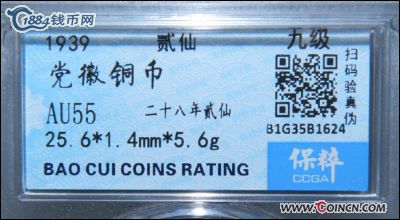 1884钱币网
1939 贰仙 九级
党徽铜币
AU55 二十八年贰仙
25.6*1.4mm*5.6g
BAO CUI COINS RATING
扫码验真伪
B1G35B1624
保粹
CCGA
www.COINCN.com